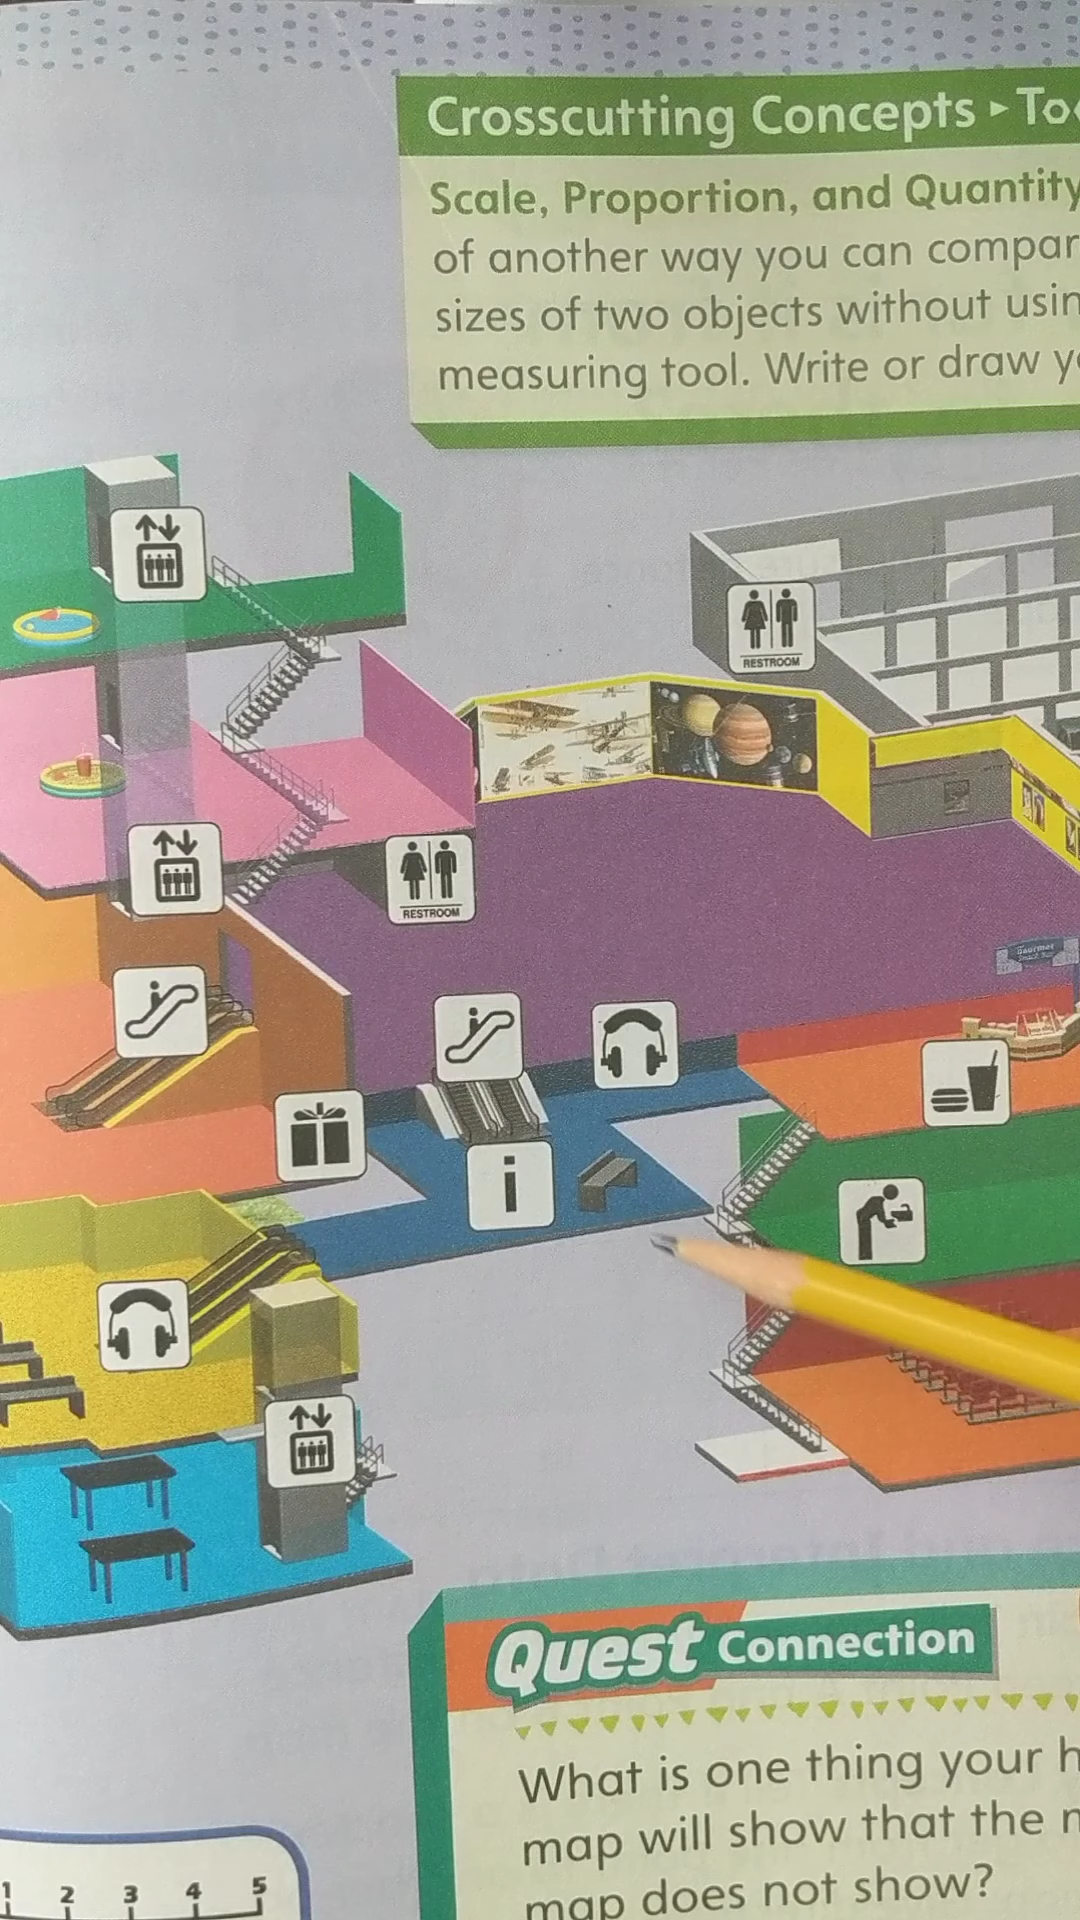 Crosscutting Concepts ▸ To
Scale, Proportion, and Quantity
of another way you can compar
sizes of two objects without usin
measuring tool. Write or draw y
RESTROOM
RESTROOM
Gourmet
i
Quest Connection
What is one thing your h
map will show that the m
map does not show?
1 2 3 4 5